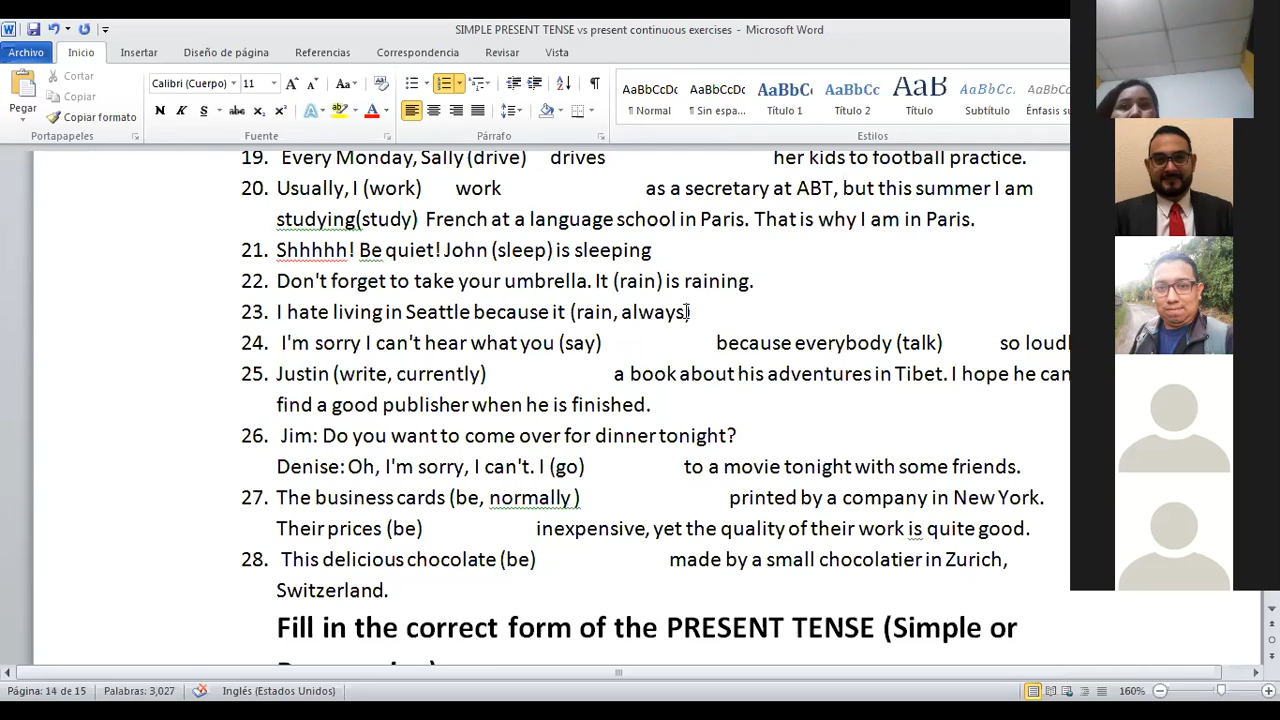 SIMPLE PRESENT TENSE vs present continuous exercises - Microsoft Word
Archivo Inicio Insertar Diseño de página Referencias Correspondencia Revisar Vista
Pegar
Cortar
Copiar
Copiar formato
Portapapeles
Calibri (Cuerpo) 11
Fuente
Párrafo
AaBbCcDc AaBbCcDc AaBbC AaBbCc AaB AaBbCc. AaBbCcD
¶ Normal ¶ Sin espa... Título 1 Título 2 Título Subtítulo Énfasis su
Estilos
19. Every Monday, Sally (drive) drives her kids to football practice.
20. Usually, I (work) work as a secretary at ABT, but this summer I am
studying(study) French at a language school in Paris. That is why I am in Paris.
21. Shhhhh! Be quiet! John (sleep) is sleeping
22. Don't forget to take your umbrella. It (rain) is raining.
23. I hate living in Seattle because it (rain, always)
24. I'm sorry I can't hear what you (say) because everybody (talk) so loudl
25. Justin (write, currently) a book about his adventures in Tibet. I hope he can
find a good publisher when he is finished.
26. Jim: Do you want to come over for dinner tonight?
Denise: Oh, I'm sorry, I can't. I (go) to a movie tonight with some friends.
27. The business cards (be, normally ) printed by a company in New York.
Their prices (be) inexpensive, yet the quality of their work is quite good.
28. This delicious chocolate (be) made by a small chocolatier in Zurich,
Switzerland.
Fill in the correct form of the PRESENT TENSE (Simple or
Página: 14 de 15 Palabras: 3,027 Inglés (Estados Unidos) 160%